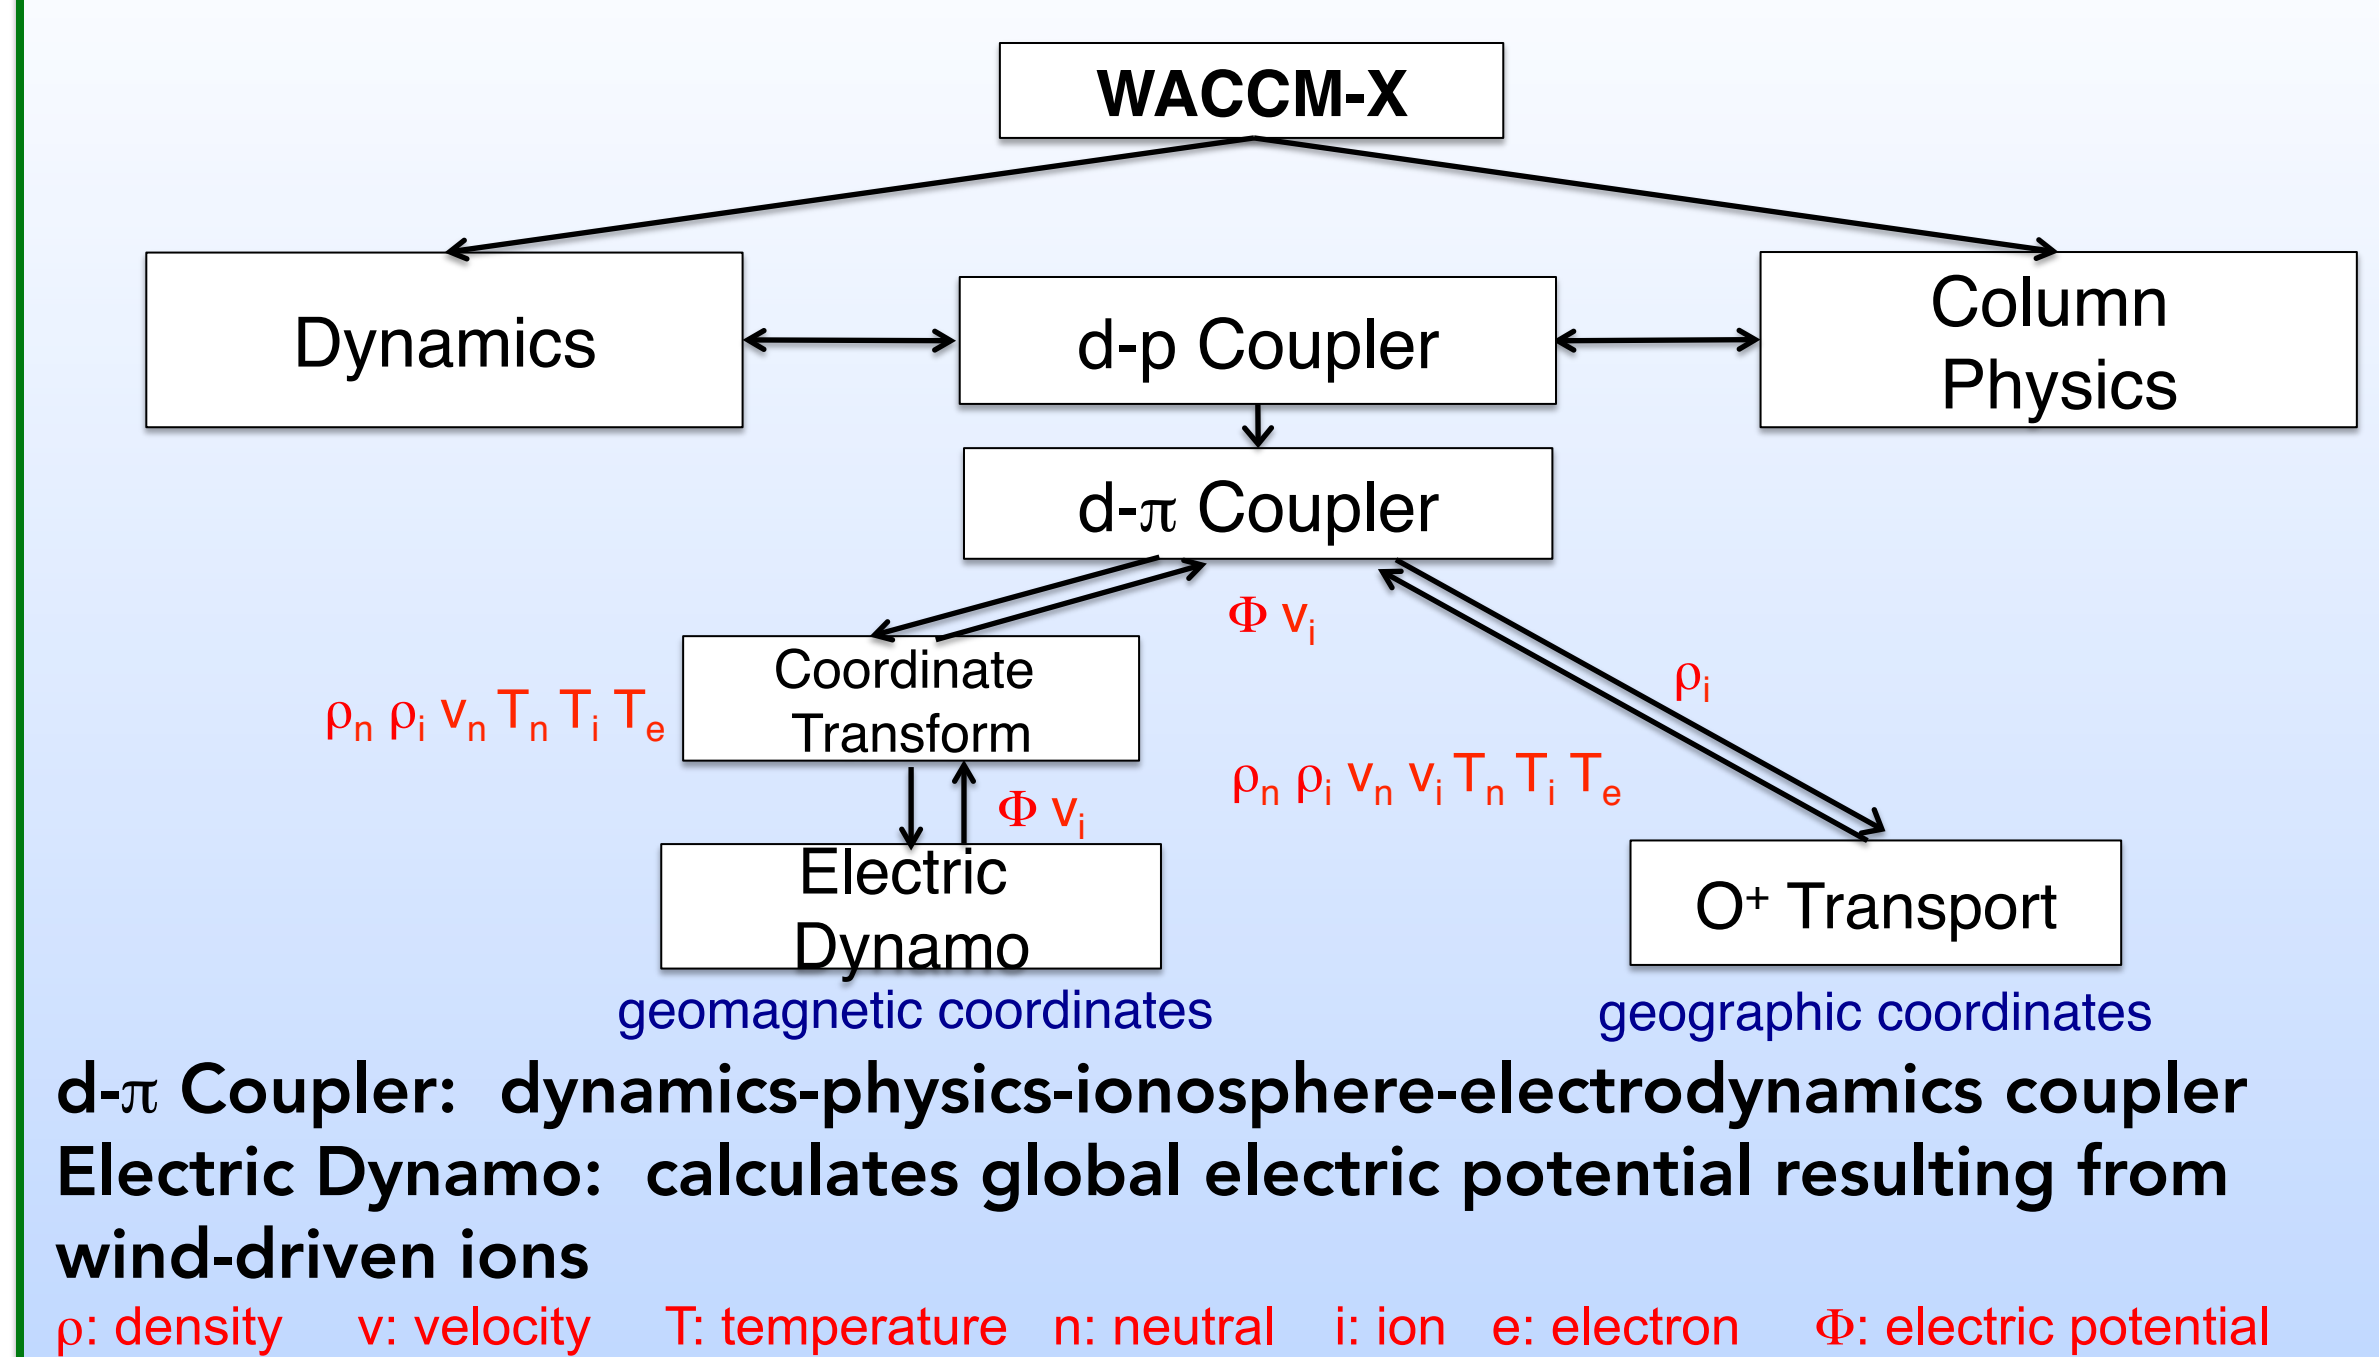 WACCM-X
Dynamics
d-p Coupler
Column
Physics
d-π Coupler
Φ vᵢ
Coordinate
Transform
ρₙ ρᵢ vₙ Tₙ Tᵢ Tₑ
ρᵢ
ρₙ ρᵢ vₙ vᵢ Tₙ Tᵢ Tₑ
Φ vᵢ
Electric
Dynamo
O⁺ Transport
geomagnetic coordinates
geographic coordinates
d-π Coupler: dynamics-physics-ionosphere-electrodynamics coupler
Electric Dynamo: calculates global electric potential resulting from
wind-driven ions
ρ: density v: velocity T: temperature n: neutral i: ion e: electron Φ: electric potential